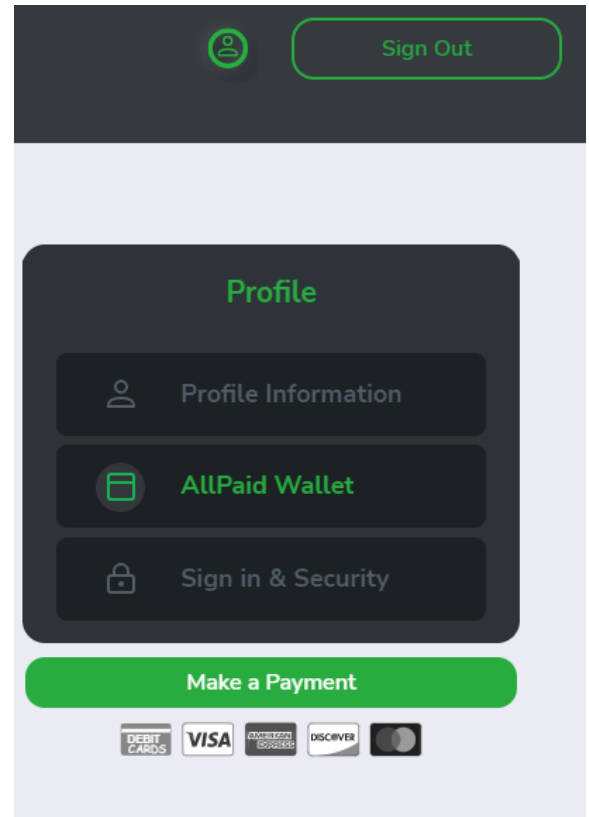 Sign Out
Profile
Profile Information
AllPaid Wallet
Sign in & Security
Make a Payment
DEBIT CARDS VISA AMERICAN EXPRESS DISCOVER